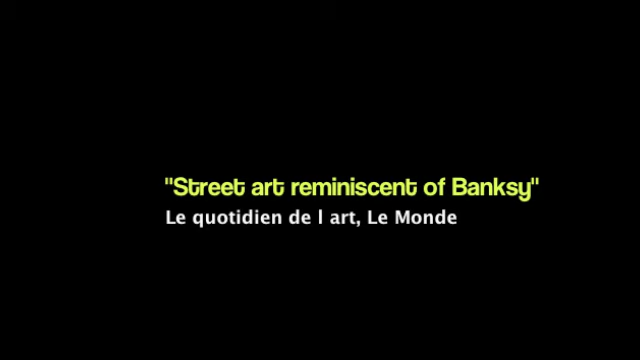 "Street art reminiscent of Banksy"
Le quotidien de l art, Le Monde